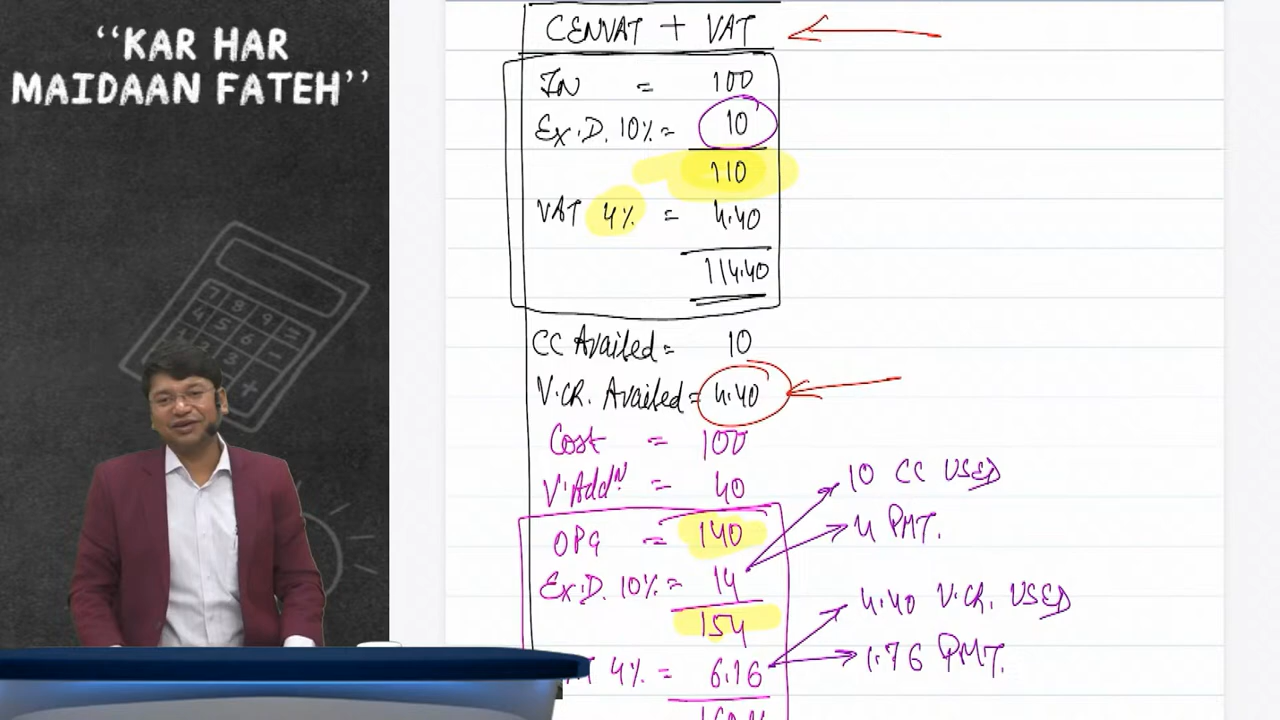 “KAR HAR
MAIDAAN FATEH”
CENVAT + VAT
IN = 100
Ex.D. 10% = 10
110
VAT 4% = 4.40
114.40
CC Availed = 10
V.CR. Availed = 4.40
Cost = 100
V.Addⁿ = 40
10 CC USED
OPG = 140
4 PMT.
Ex.D. 10% = 14
4.40 V.CR. USED
154
1.76 PMT.
4% = 6.16